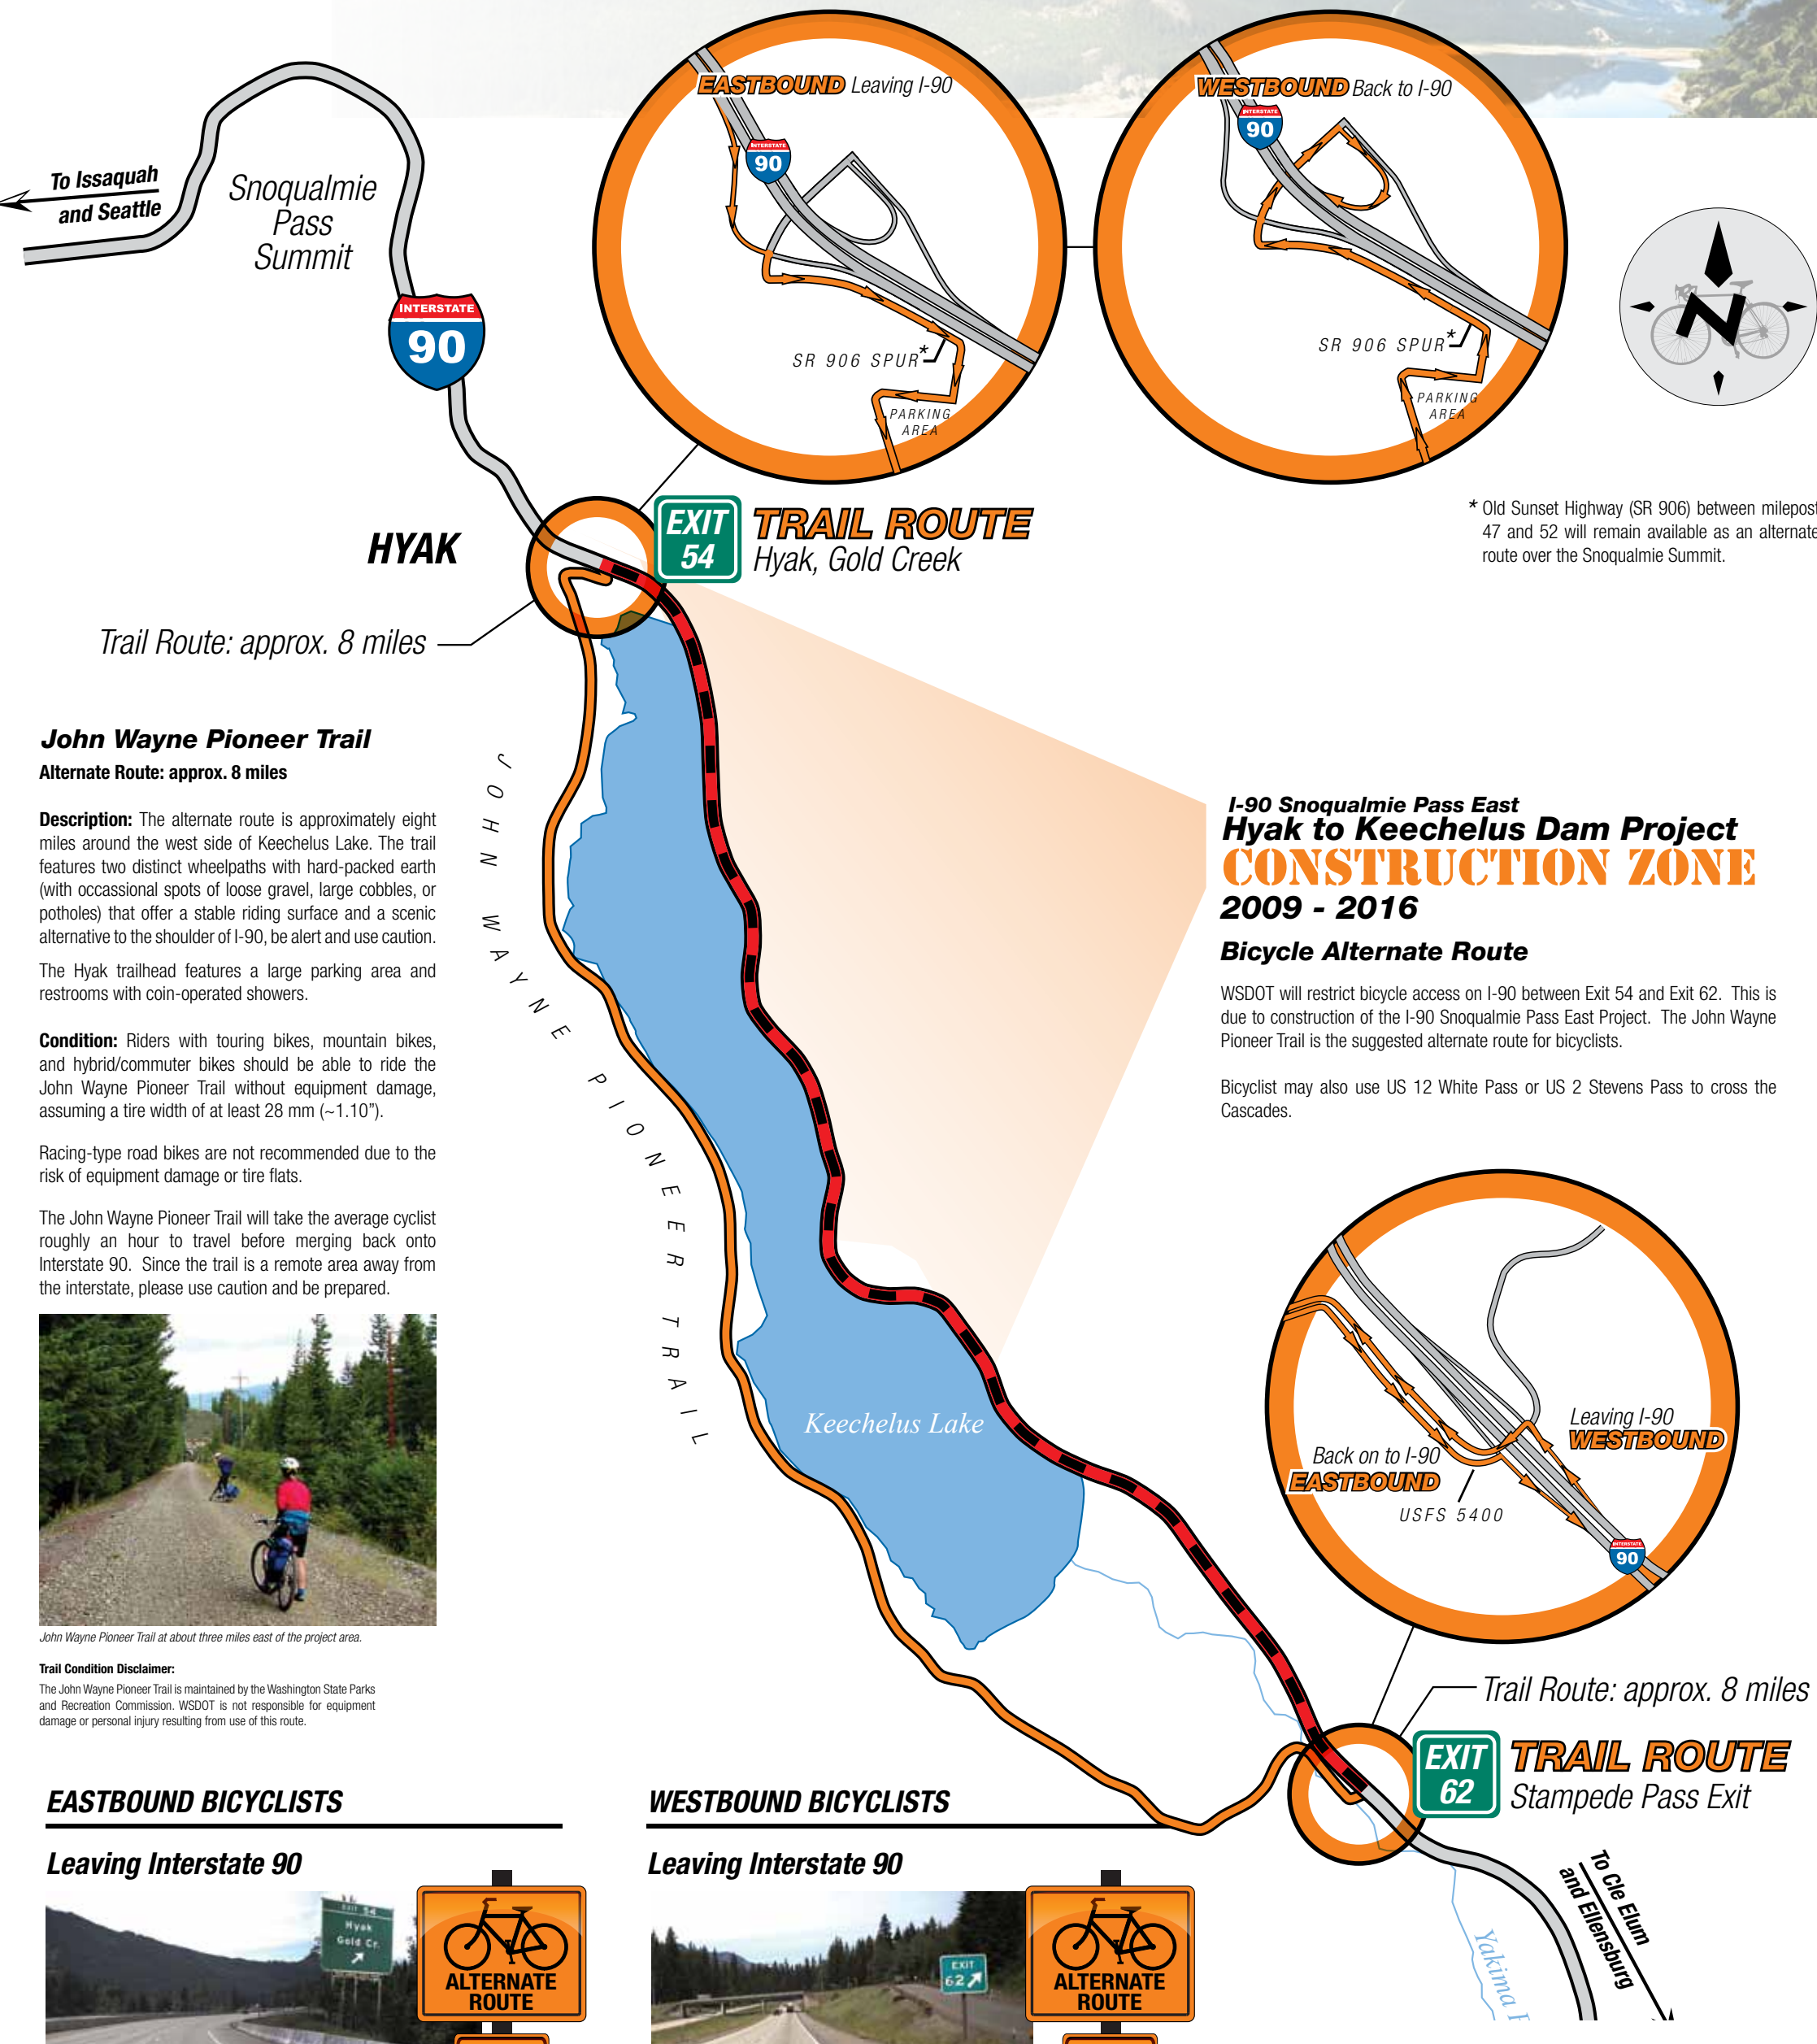 EASTBOUND Leaving I-90
INTERSTATE
90
SR 906 SPUR*
PARKING
AREA
WESTBOUND Back to I-90
INTERSTATE
90
SR 906 SPUR*
PARKING
AREA
To Issaquah
and Seattle
Snoqualmie
Pass
Summit
INTERSTATE
90
N
* Old Sunset Highway (SR 906) between milepost
47 and 52 will remain available as an alternate
route over the Snoqualmie Summit.
HYAK
EXIT
54
TRAIL ROUTE
Hyak, Gold Creek
Trail Route: approx. 8 miles
John Wayne Pioneer Trail
Alternate Route: approx. 8 miles
Description: The alternate route is approximately eight
miles around the west side of Keechelus Lake. The trail
features two distinct wheelpaths with hard-packed earth
(with occassional spots of loose gravel, large cobbles, or
potholes) that offer a stable riding surface and a scenic
alternative to the shoulder of I-90, be alert and use caution.
The Hyak trailhead features a large parking area and
restrooms with coin-operated showers.
Condition: Riders with touring bikes, mountain bikes,
and hybrid/commuter bikes should be able to ride the
John Wayne Pioneer Trail without equipment damage,
assuming a tire width of at least 28 mm (~1.10”).
Racing-type road bikes are not recommended due to the
risk of equipment damage or tire flats.
The John Wayne Pioneer Trail will take the average cyclist
roughly an hour to travel before merging back onto
Interstate 90. Since the trail is a remote area away from
the interstate, please use caution and be prepared.
John Wayne Pioneer Trail at about three miles east of the project area.
Trail Condition Disclaimer:
The John Wayne Pioneer Trail is maintained by the Washington State Parks
and Recreation Commission. WSDOT is not responsible for equipment
damage or personal injury resulting from use of this route.
JOHN WAYNE PIONEER TRAIL
Keechelus Lake
I-90 Snoqualmie Pass East
Hyak to Keechelus Dam Project
CONSTRUCTION ZONE
2009 - 2016
Bicycle Alternate Route
WSDOT will restrict bicycle access on I-90 between Exit 54 and Exit 62. This is
due to construction of the I-90 Snoqualmie Pass East Project. The John Wayne
Pioneer Trail is the suggested alternate route for bicyclists.
Bicyclist may also use US 12 White Pass or US 2 Stevens Pass to cross the
Cascades.
Leaving I-90
WESTBOUND
Back on to I-90
EASTBOUND
USFS 5400
INTERSTATE
90
Trail Route: approx. 8 miles
EXIT
62
TRAIL ROUTE
Stampede Pass Exit
To Cle Elum
and Ellensburg
Yakima
EASTBOUND BICYCLISTS
Leaving Interstate 90
Exit 54
Hyak
Gold Cr.
ALTERNATE
ROUTE
WESTBOUND BICYCLISTS
Leaving Interstate 90
EXIT
62
ALTERNATE
ROUTE